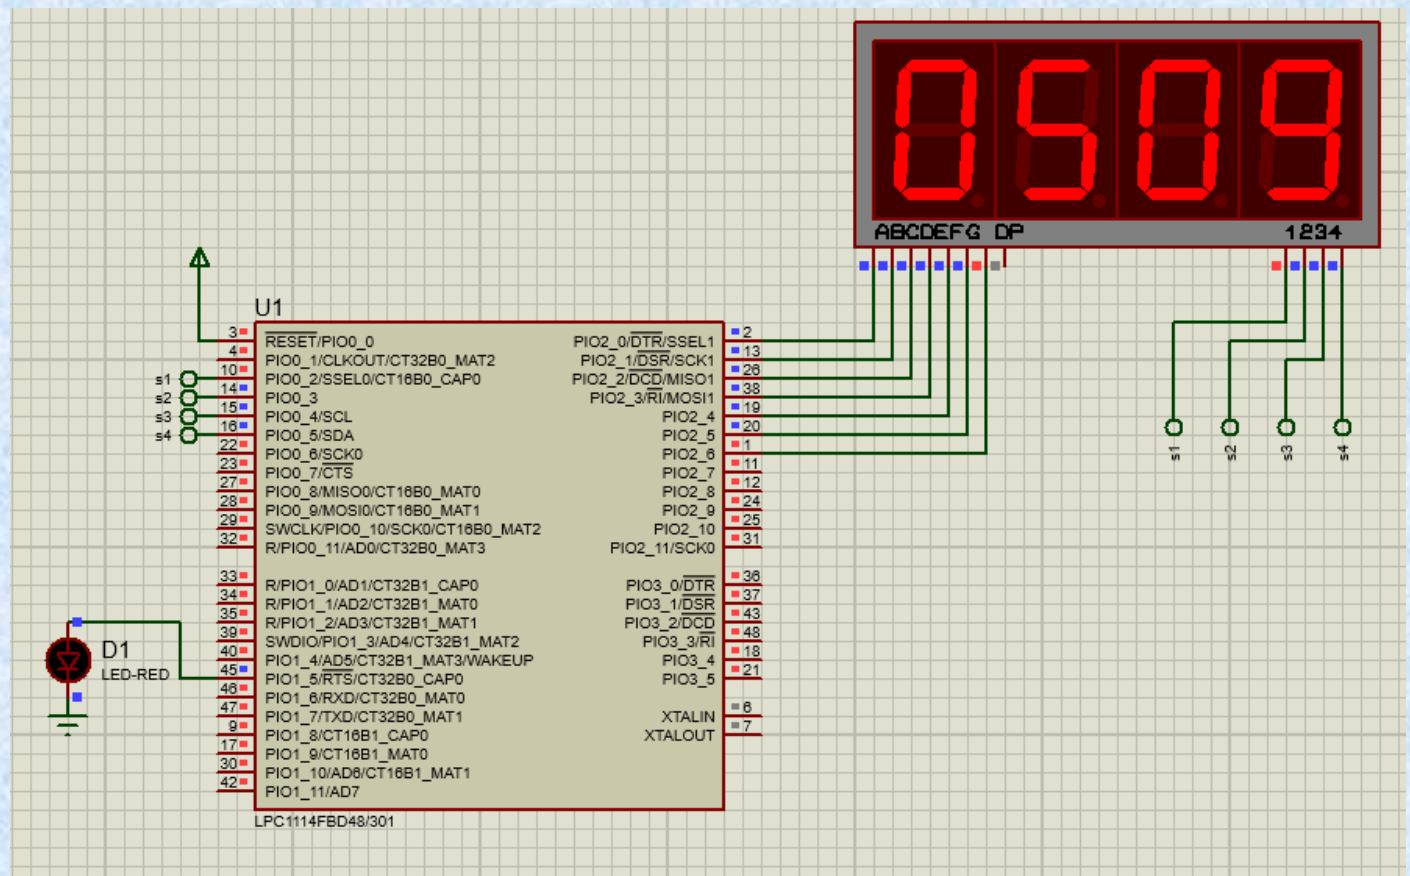 0509
ABCDEFG DP
1234
U1
3 RESET/PIO0_0
4 PIO0_1/CLKOUT/CT32B0_MAT2
s1 10 PIO0_2/SSEL0/CT16B0_CAP0
s2 14 PIO0_3
s3 15 PIO0_4/SCL
s4 16 PIO0_5/SDA
22 PIO0_6/SCK0
23 PIO0_7/CTS
27 PIO0_8/MISO0/CT16B0_MAT0
28 PIO0_9/MOSI0/CT16B0_MAT1
29 SWCLK/PIO0_10/SCK0/CT16B0_MAT2
32 R/PIO0_11/AD0/CT32B0_MAT3
33 R/PIO1_0/AD1/CT32B1_CAP0
34 R/PIO1_1/AD2/CT32B1_MAT0
35 R/PIO1_2/AD3/CT32B1_MAT1
39 SWDIO/PIO1_3/AD4/CT32B1_MAT2
40 PIO1_4/AD5/CT32B1_MAT3/WAKEUP
45 PIO1_5/RTS/CT32B0_CAP0
46 PIO1_6/RXD/CT32B0_MAT0
47 PIO1_7/TXD/CT32B0_MAT1
9 PIO1_8/CT16B1_CAP0
17 PIO1_9/CT16B1_MAT0
30 PIO1_10/AD6/CT16B1_MAT1
42 PIO1_11/AD7
PIO2_0/DTR/SSEL1 2
PIO2_1/DSR/SCK1 13
PIO2_2/DCD/MISO1 26
PIO2_3/RI/MOSI1 38
PIO2_4 19
PIO2_5 20
PIO2_6 1
PIO2_7 11
PIO2_8 12
PIO2_9 24
PIO2_10 25
PIO2_11/SCK0 31
PIO3_0/DTR 36
PIO3_1/DSR 37
PIO3_2/DCD 43
PIO3_3/RI 48
PIO3_4 18
PIO3_5 21
XTALIN 6
XTALOUT 7
LPC1114FBD48/301
D1
LED-RED
s1
s2
s3
s4